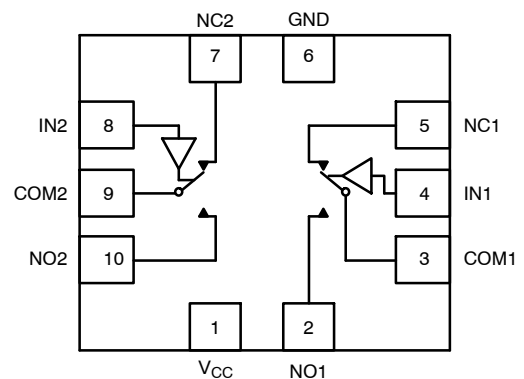 NC2 GND
7 6
IN2 8 5 NC1
COM2 9 4 IN1
NO2 10 3 COM1
1 2
VCC NO1